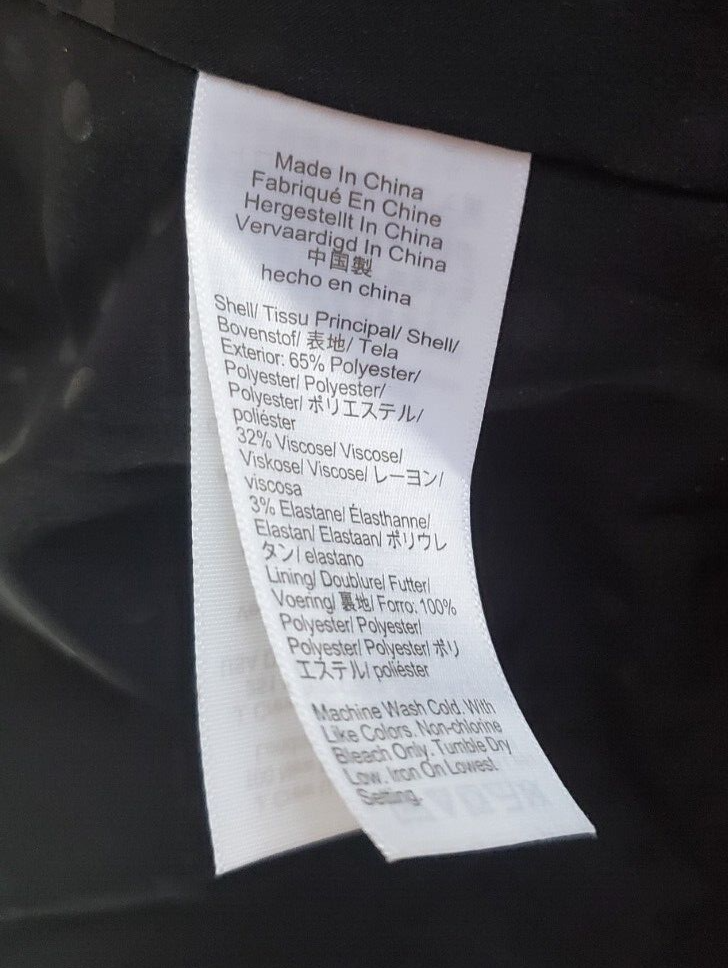 Made In China
Fabriqué En Chine
Hergestellt In China
Vervaardigd In China
中国製
hecho en china
Shell/ Tissu Principal/ Shell/
Bovenstof/ 表地/ Tela
Exterior: 65% Polyester/
Polyester/ Polyester/
Polyester/ ポリエステル/
poliéster
32% Viscose/ Viscose/
Viskose/ Viscose/ レーヨン/
viscosa
3% Elastane/ Élasthanne/
Elastan/ Elastaan/ ポリウレ
タン/ elastano
Lining/ Doublure/ Futter/
Voering/ 裏地/ Forro: 100%
Polyester/ Polyester/
Polyester/ Polyester/ ポリ
エステル/ poliéster
Machine Wash Cold. With
Like Colors. Non-chlorine
Bleach Only. Tumble Dry
Low. Iron On Lowest
Setting.